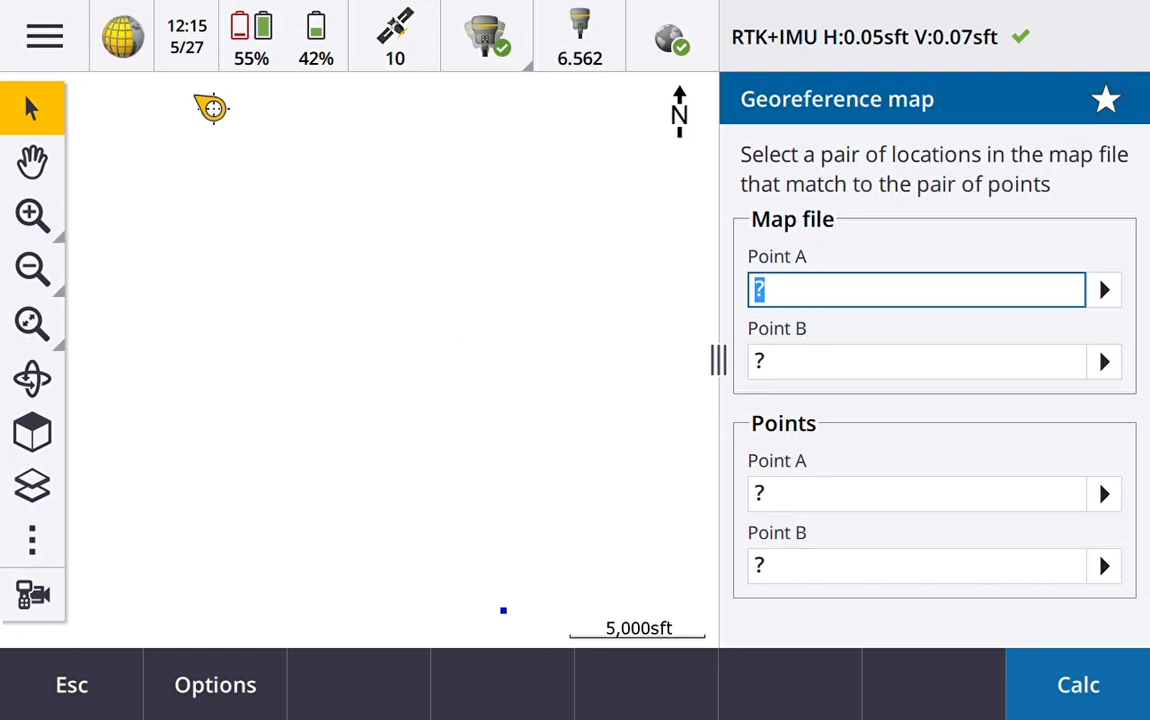 12:15
5/27
55%
42%
10
6.562
RTK+IMU H:0.05sft V:0.07sft
Georeference map
N
Select a pair of locations in the map file
that match to the pair of points
Map file
Point A
?
Point B
?
Points
Point A
?
Point B
?
5,000sft
Esc
Options
Calc